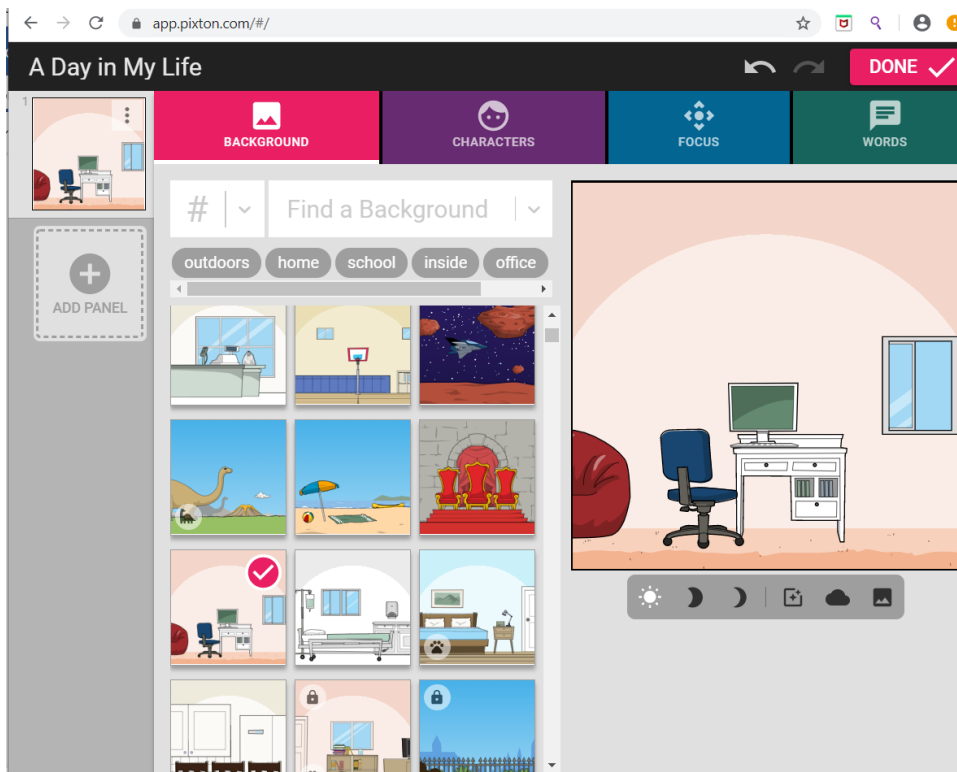 app.pixton.com/#/
A Day in My Life
DONE
1
BACKGROUND
CHARACTERS
FOCUS
WORDS
# Find a Background
outdoors home school inside office
ADD PANEL